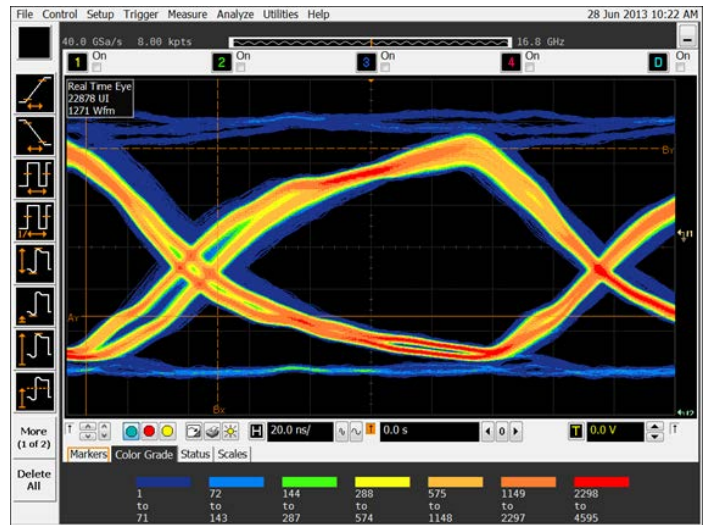 File Control Setup Trigger Measure Analyze Utilities Help 28 Jun 2013 10:22 AM
40.0 GSa/s 8.00 kpts 16.8 GHz
1 On 2 On 3 On 4 On D On
Real Time Eye
22878 UI
1271 Wfm
By
Ay
Bx
More
(1 of 2)
Delete
All
H 20.0 ns/ T 0.0 s 0 T 0.0 V
Markers Color Grade Status Scales
1 72 144 288 575 1149 2298
to to to to to to to
71 143 287 574 1148 2297 4595